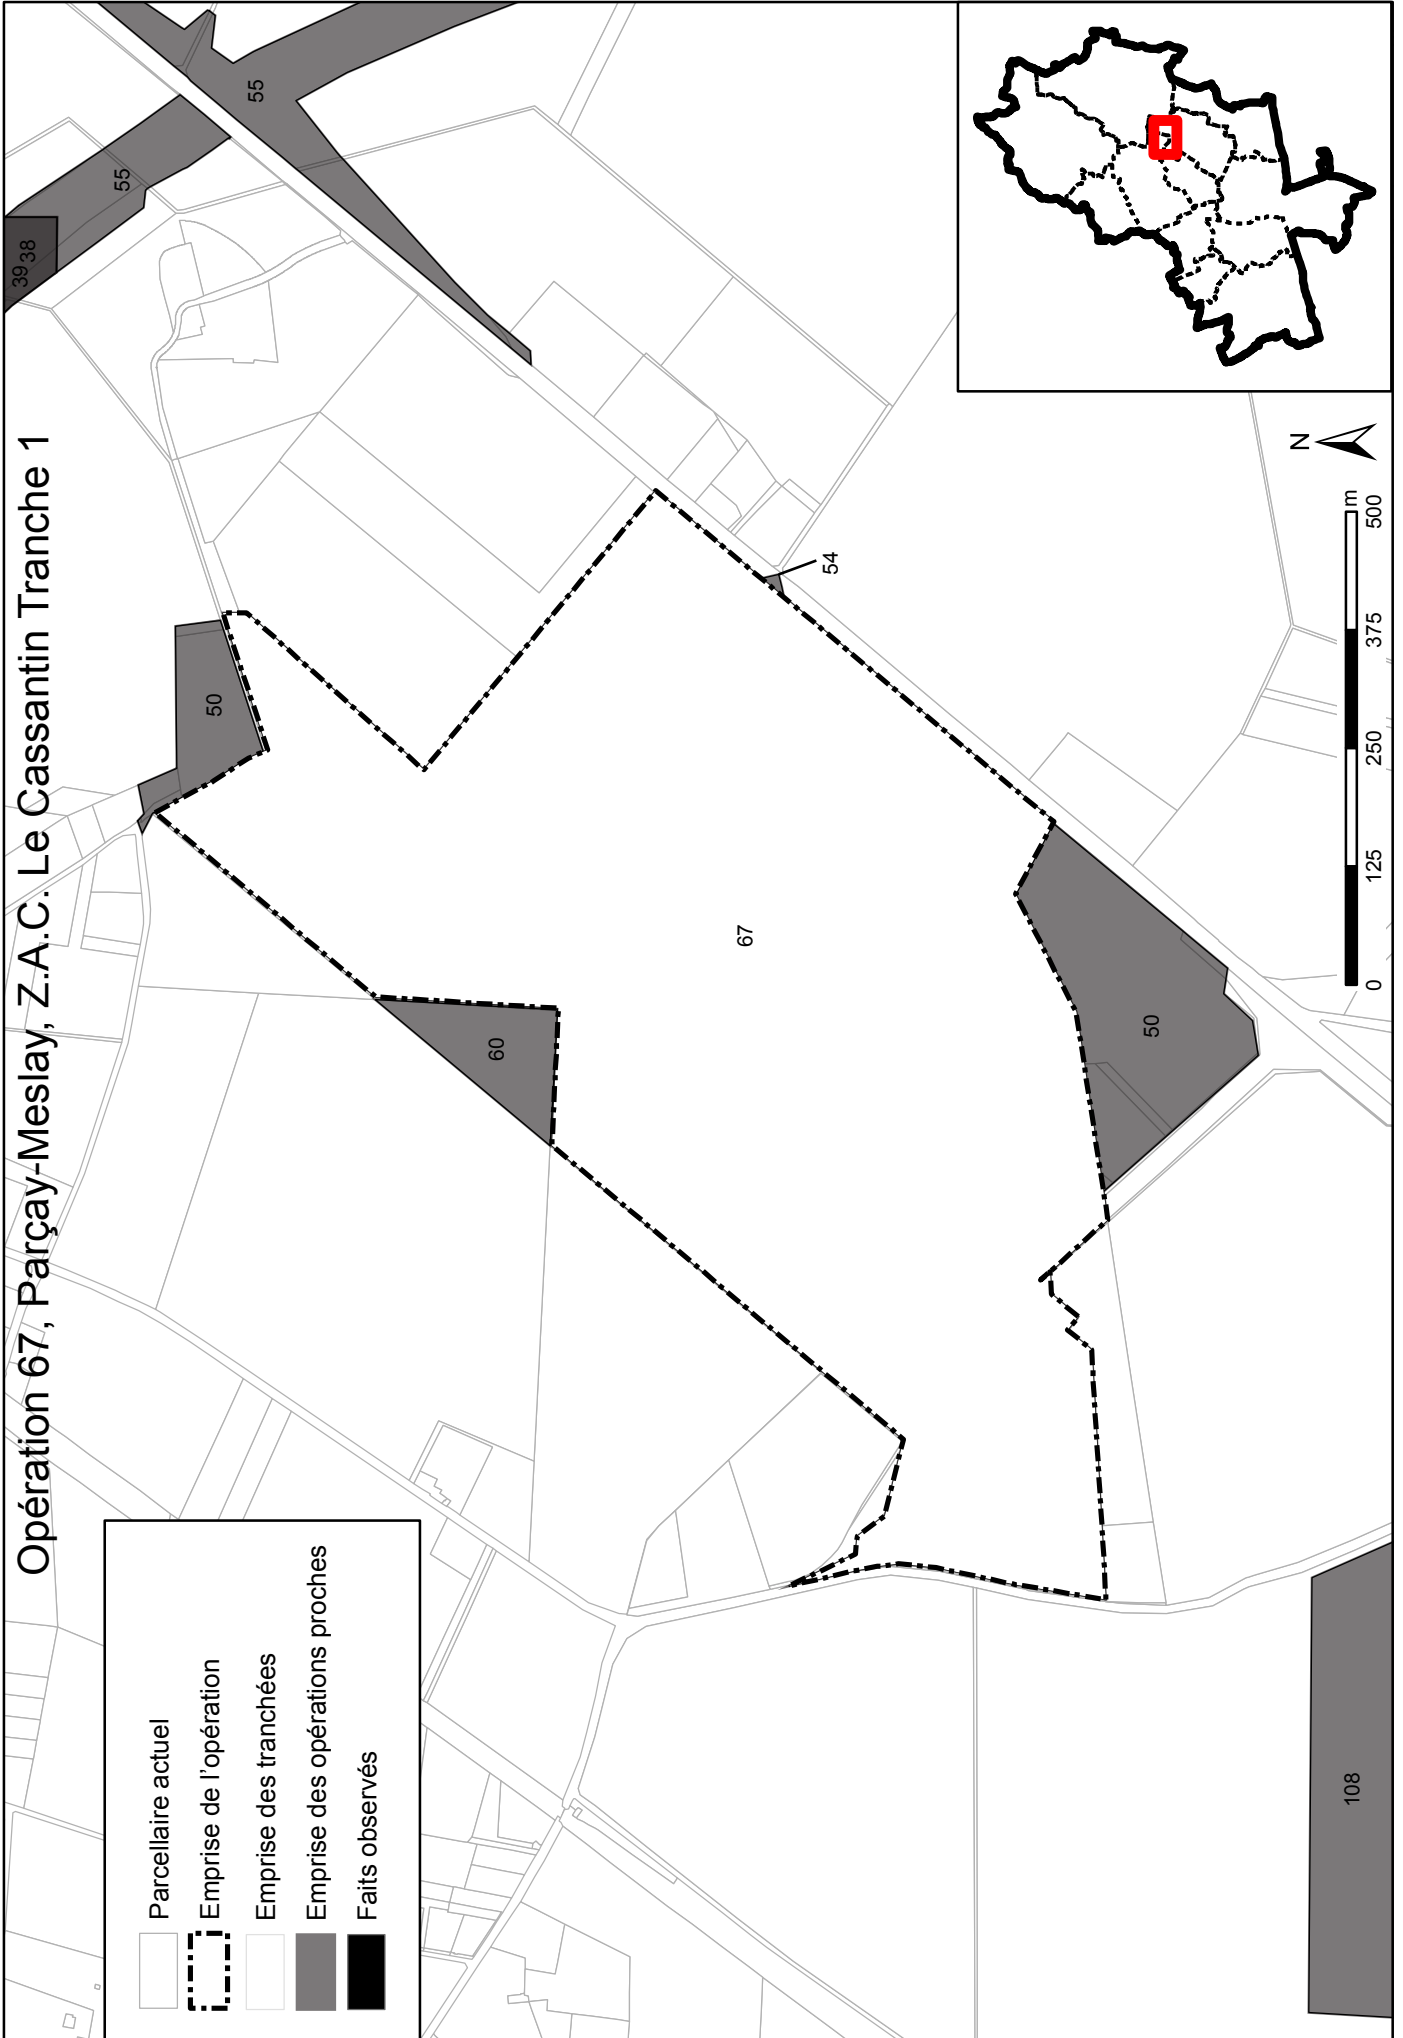 Opération 67, Parçay-Meslay, Z.A.C. Le Cassantin Tranche 1
Parcellaire actuel
Emprise de l'opération
Emprise des tranchées
Emprise des opérations proches
Faits observés
39
38
55
55
50
54
60
67
50
108
N
0 125 250 375 500
m